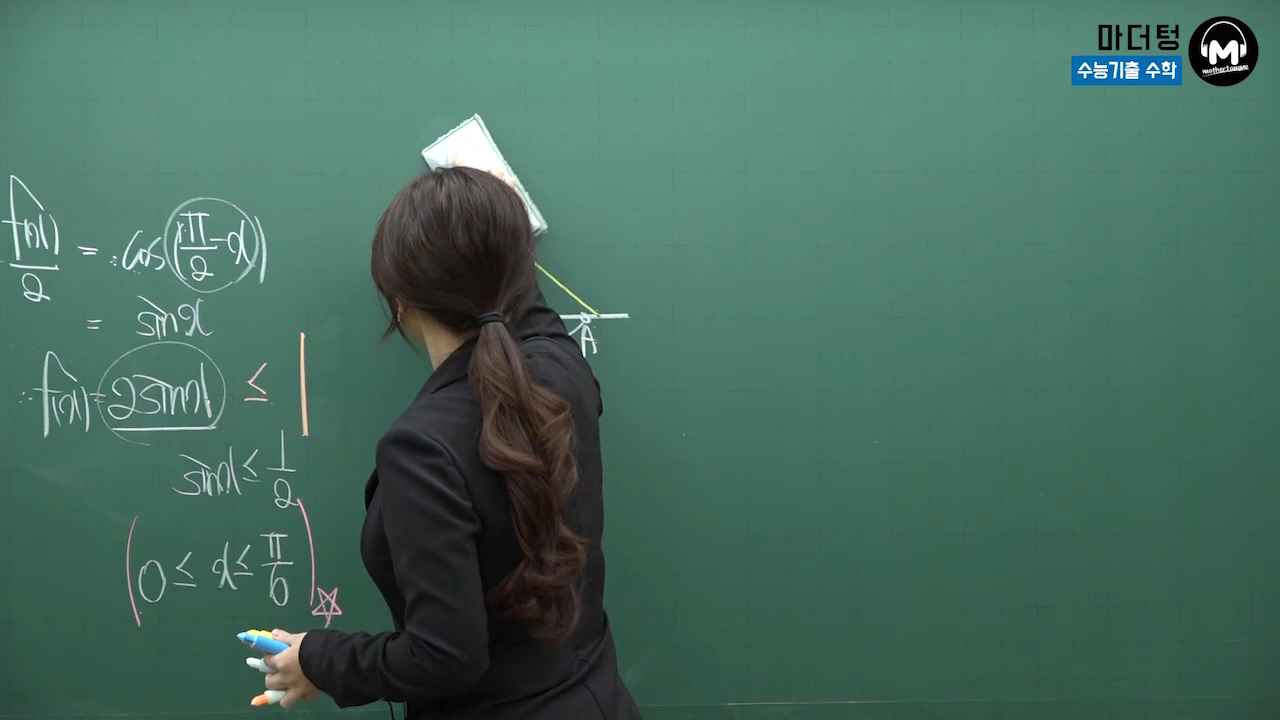 f(x)/2 = cos(π/2 - x)
= sin x
∴ f(x) = 2sin x ≤ 1
sin x ≤ 1/2
(0 ≤ x ≤ π/6)
A
마더텅
수능기출 수학
M
mothertongue